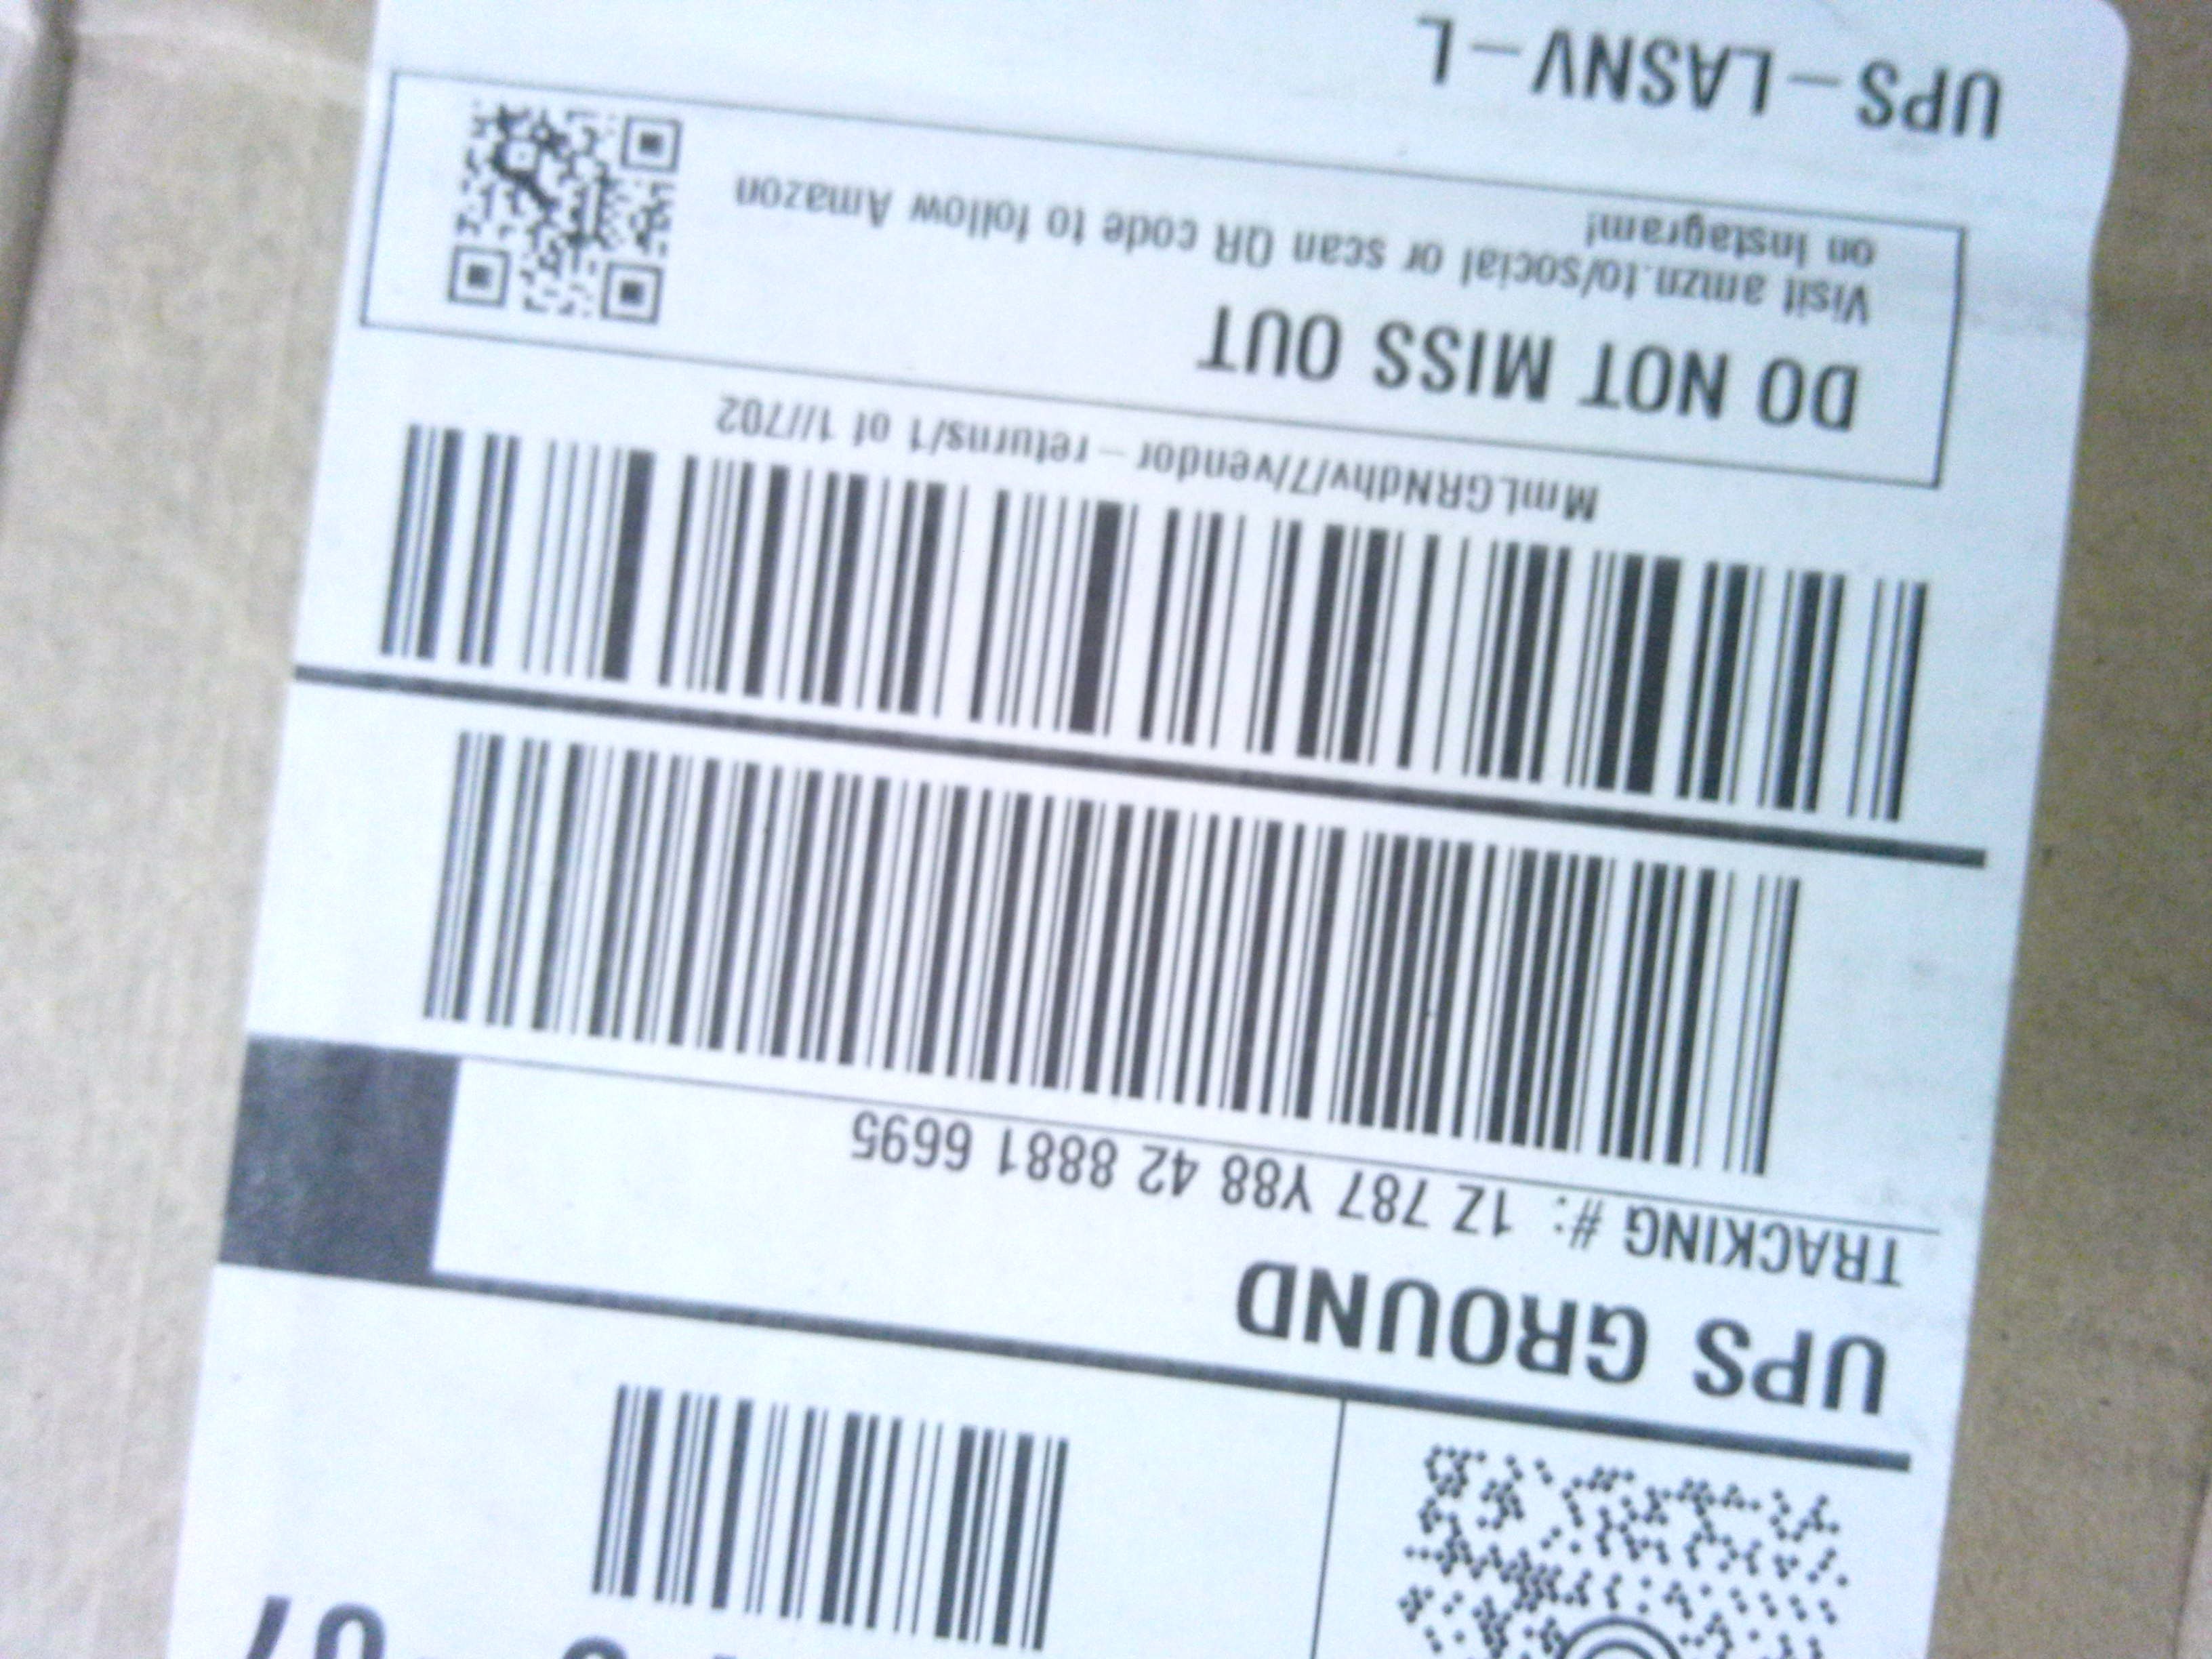 UPS GROUND
TRACKING #: 1Z 787 Y88 42 8881 6695
MmLGRNdhv/7/vendor-returns/1 of 1//702
DO NOT MISS OUT
Visit amzn.to/social or scan QR code to follow Amazon
on Instagram!
UPS-LASNV-L